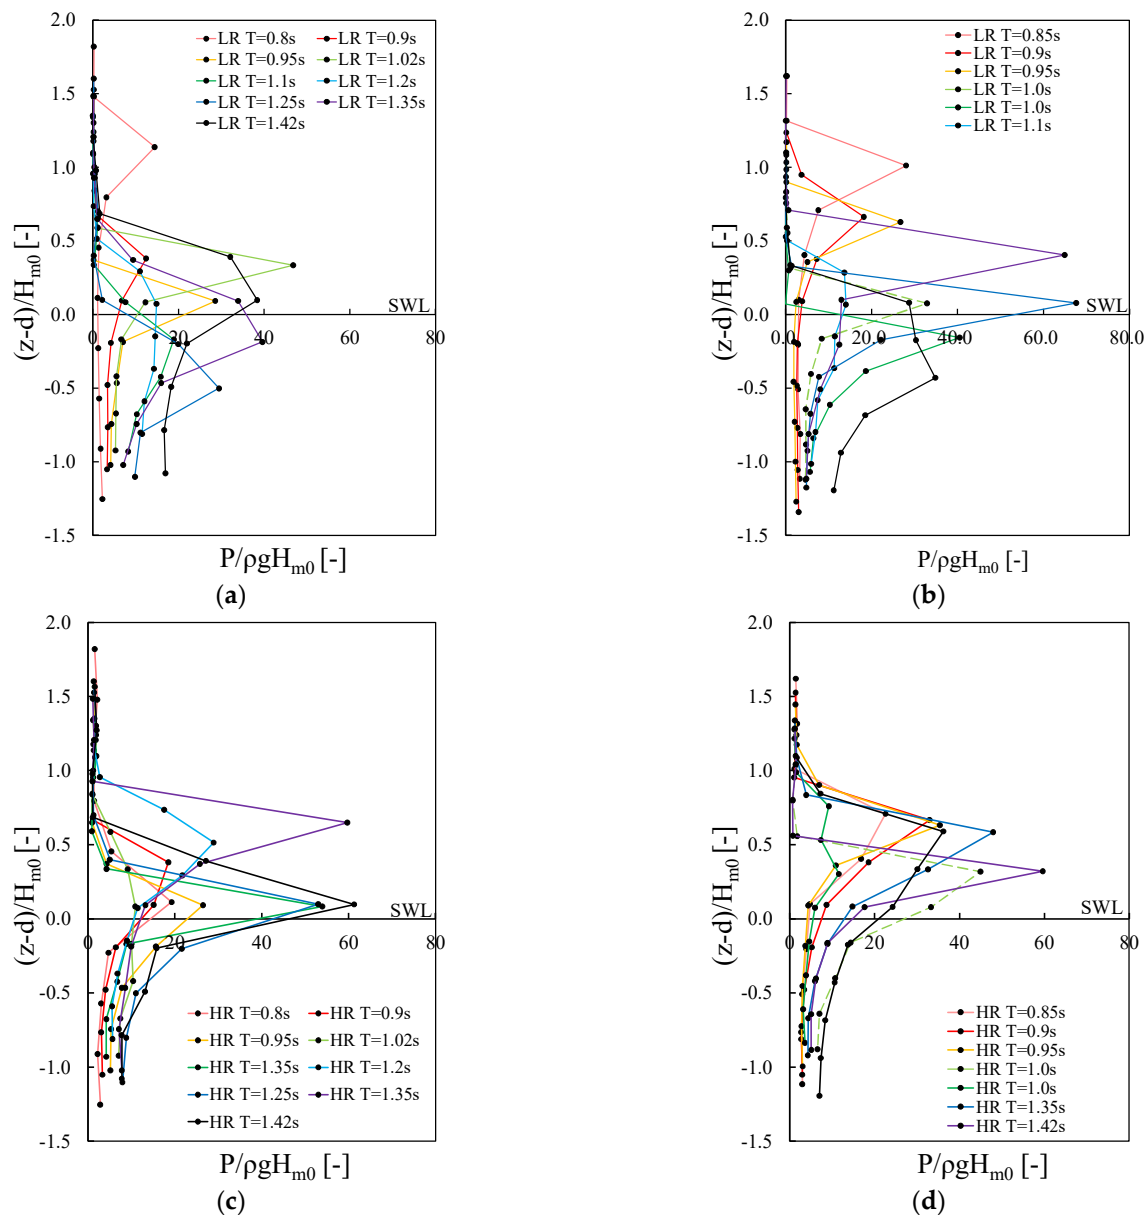 2.0
1.5
1.0
0.5
0.0
-0.5
-1.0
-1.5
0
20
40
60
80
(z-d)/Hm0 [-]
P/ρgHm0 [-]
SWL
LR T=0.8s
LR T=0.9s
LR T=0.95s
LR T=1.02s
LR T=1.1s
LR T=1.2s
LR T=1.25s
LR T=1.35s
LR T=1.42s
(a)
2.0
1.5
1.0
0.5
0.0
-0.5
-1.0
-1.5
0.0
20.0
40.0
60.0
80.0
(z-d)/Hm0 [-]
P/ρgHm0 [-]
SWL
LR T=0.85s
LR T=0.9s
LR T=0.95s
LR T=1.0s
LR T=1.0s
LR T=1.1s
(b)
2.0
1.5
1.0
0.5
0.0
-0.5
-1.0
-1.5
0
20
40
60
80
(z-d)/Hm0 [-]
P/ρgHm0 [-]
SWL
HR T=0.8s
HR T=0.9s
HR T=0.95s
HR T=1.02s
HR T=1.35s
HR T=1.2s
HR T=1.25s
HR T=1.35s
HR T=1.42s
(c)
2.0
1.5
1.0
0.5
0.0
-0.5
-1.0
-1.5
0
20
40
60
80
(z-d)/Hm0 [-]
P/ρgHm0 [-]
SWL
HR T=0.85s
HR T=0.9s
HR T=0.95s
HR T=1.0s
HR T=1.0s
HR T=1.35s
HR T=1.42s
(d)